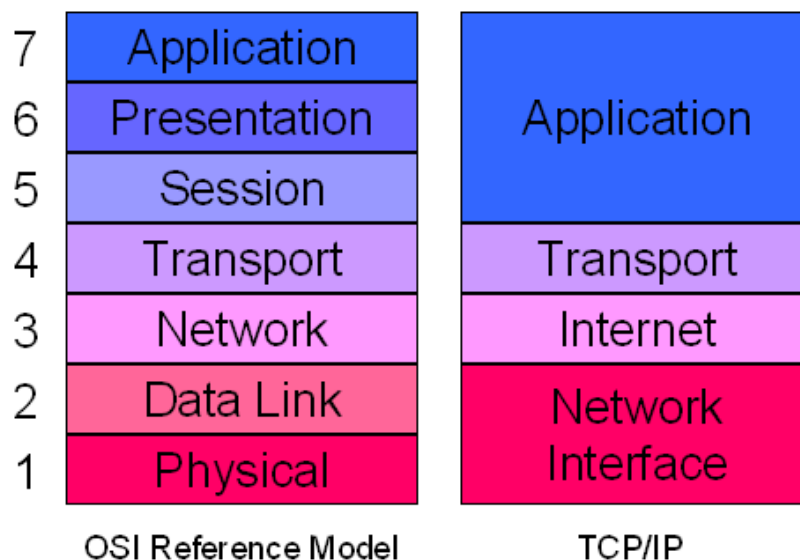 7 Application
6 Presentation
5 Session
4 Transport
3 Network
2 Data Link
1 Physical
OSI Reference Model
Application
Transport
Internet
Network
Interface
TCP/IP